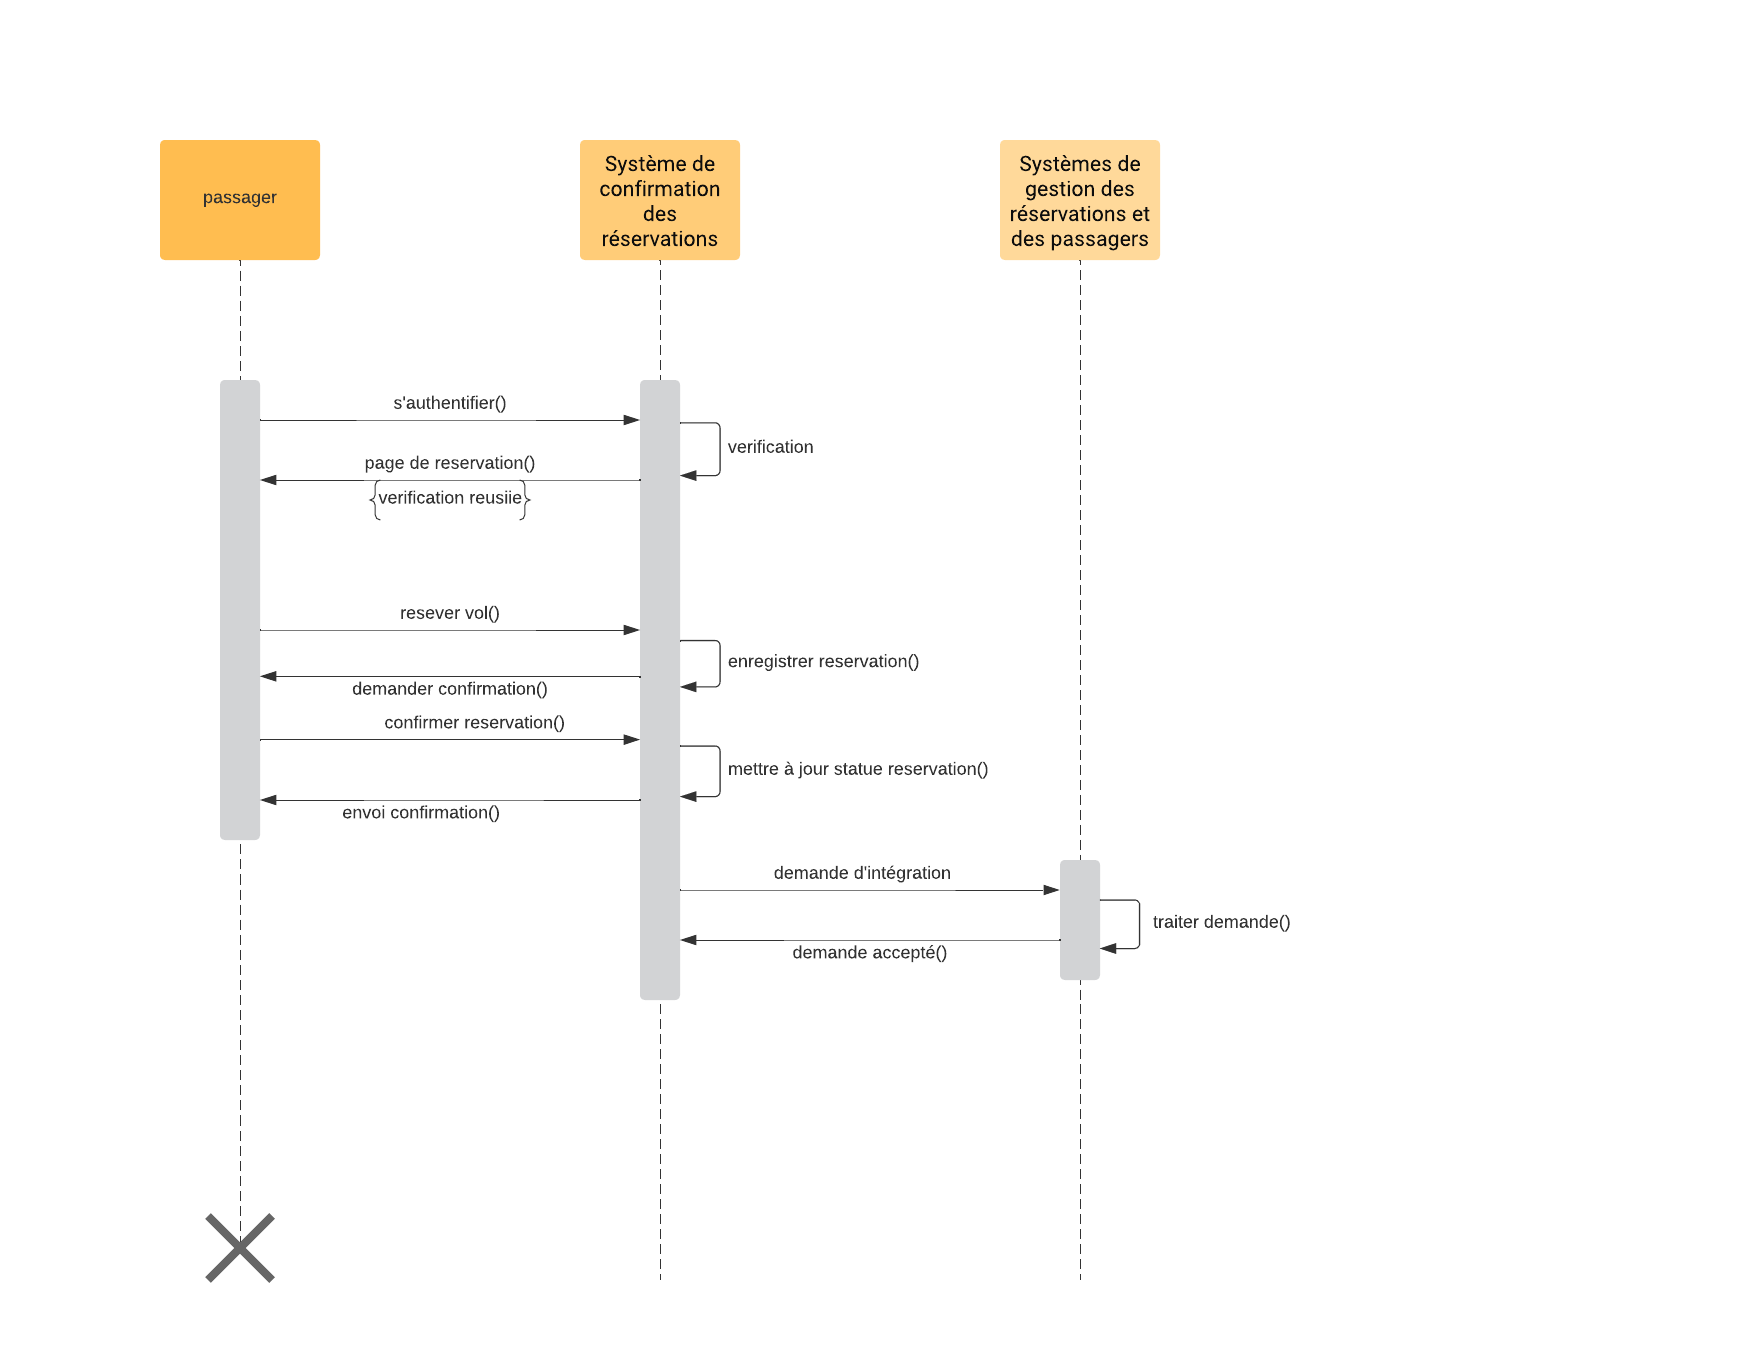 passager
Système de
confirmation
des
réservations
Systèmes de
gestion des
réservations et
des passagers
s'authentifier()
verification
page de reservation()
verification reusiie
resever vol()
enregistrer reservation()
demander confirmation()
confirmer reservation()
mettre à jour statue reservation()
envoi confirmation()
demande d'intégration
traiter demande()
demande accepté()